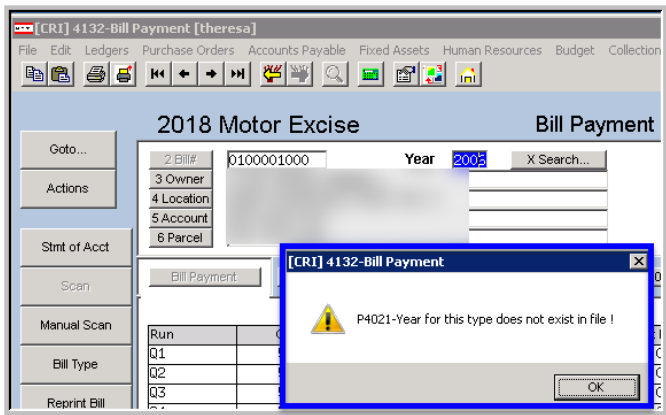 [CRI] 4132-Bill Payment [theresa]
File Edit Ledgers Purchase Orders Accounts Payable Fixed Assets Human Resources Budget Collection
2018 Motor Excise Bill Payment
Goto...
2 Bill# 0100001000 Year 2005 X Search...
Actions
3 Owner
4 Location
5 Account
6 Parcel
Stmt of Acct
[CRI] 4132-Bill Payment
Bill Payment
Scan
P4021-Year for this type does not exist in file !
Manual Scan
Run
Q1
Bill Type
Q2
OK
Q3
Reprint Bill